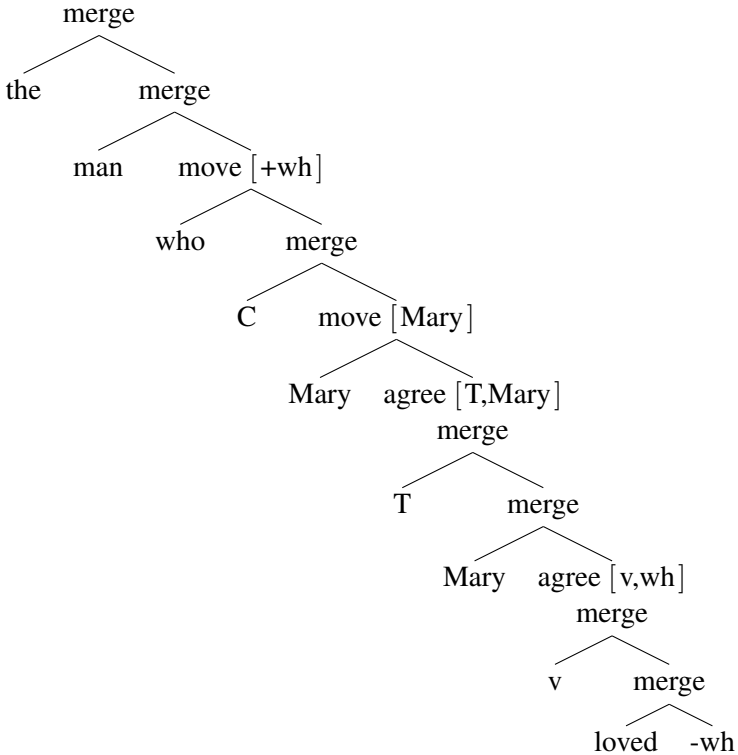 merge
the merge
man move [+wh]
who merge
C move [Mary]
Mary agree [T,Mary]
merge
T merge
Mary agree [v,wh]
merge
v merge
loved -wh